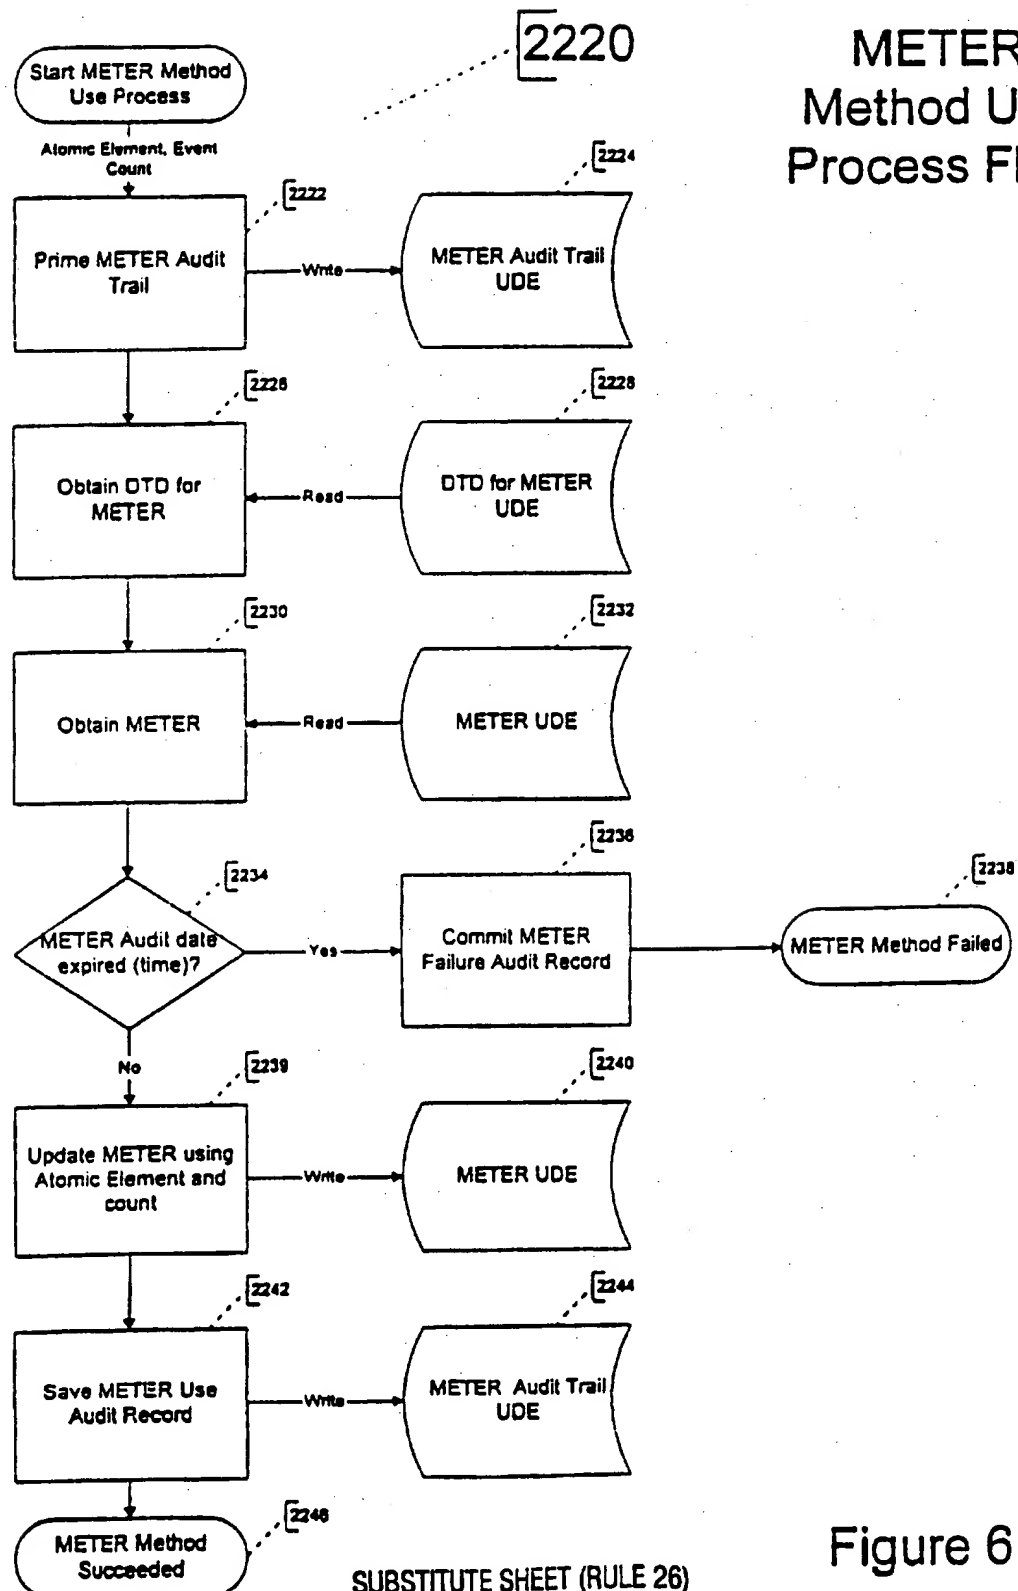 2220
METER
Method U
Process Fl
Start METER Method
Use Process
Atomic Element, Event
Count
2222
Prime METER Audit
Trail
Write
2224
METER Audit Trail
UDE
2226
Obtain DTD for
METER
Read
2228
DTD for METER
UDE
2230
Obtain METER
Read
2232
METER UDE
2234
METER Audit date
expired (time)?
Yes
2236
Commit METER
Failure Audit Record
2238
METER Method Failed
No
2239
Update METER using
Atomic Element and
count
Write
2240
METER UDE
2242
Save METER Use
Audit Record
Write
2244
METER Audit Trail
UDE
2246
METER Method
Succeeded
SUBSTITUTE SHEET (RULE 26)
Figure 6